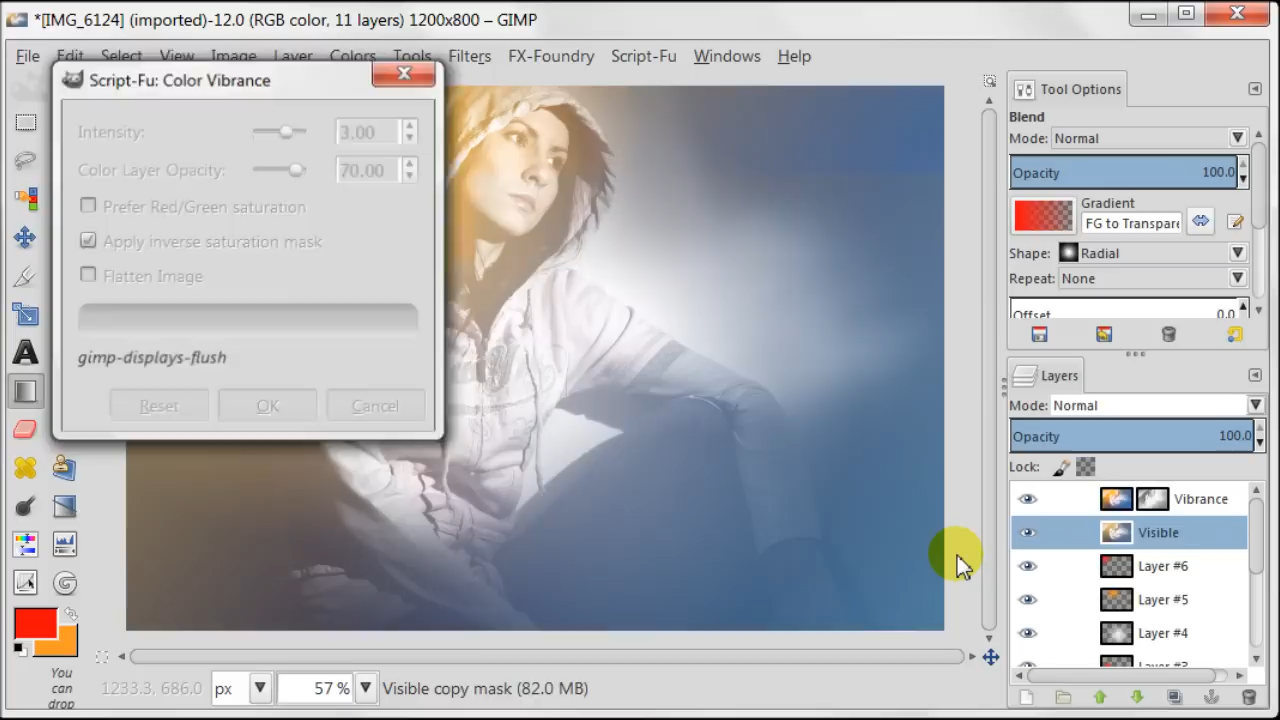 *[IMG_6124] (imported)-12.0 (RGB color, 11 layers) 1200x800 – GIMP
File Edit Select View Image Layer Colors Tools Filters FX-Foundry Script-Fu Windows Help
Script-Fu: Color Vibrance
Intensity: 3.00
Color Layer Opacity: 70.00
Prefer Red/Green saturation
Apply inverse saturation mask
Flatten Image
gimp-displays-flush
Reset OK Cancel
You
can
drop
1233.3, 686.0 px 57 % Visible copy mask (82.0 MB)
Tool Options
Blend
Mode: Normal
Opacity 100.0
Gradient
FG to Transpare
Shape: Radial
Repeat: None
Offset 0.0
Layers
Mode: Normal
Opacity 100.0
Lock:
Vibrance
Visible
Layer #6
Layer #5
Layer #4